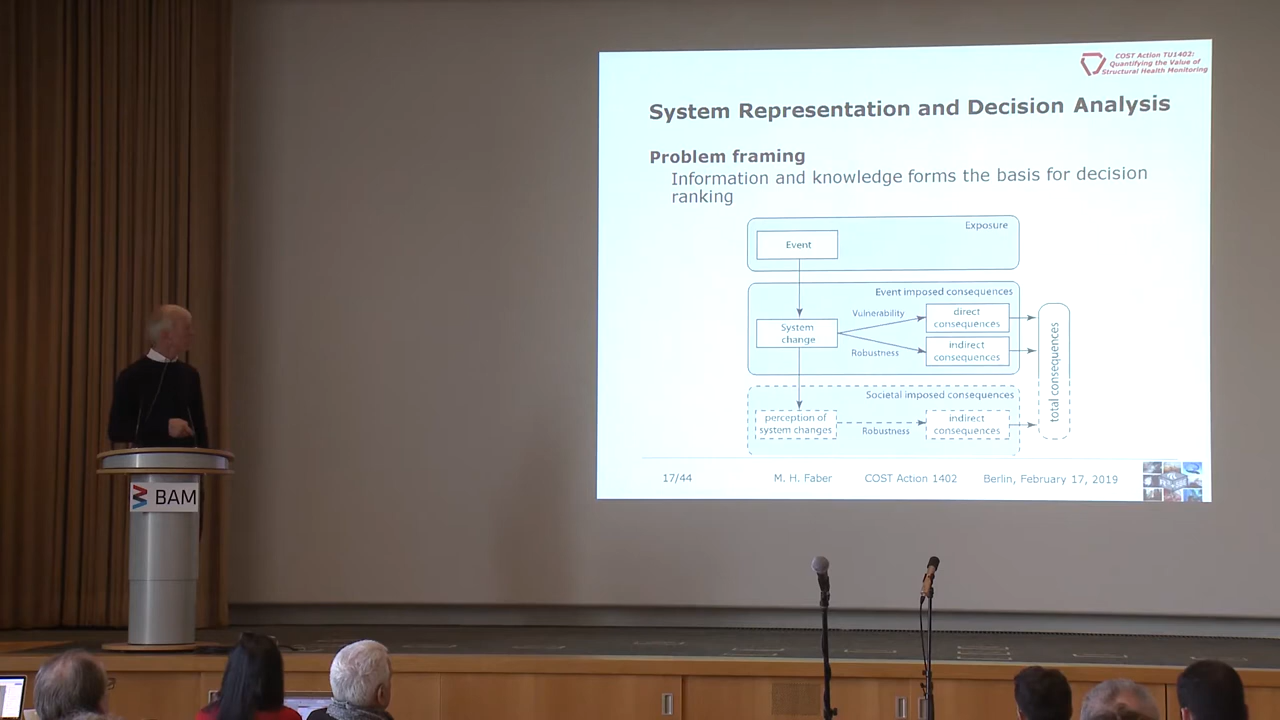 COST Action TU1402:
Quantifying the Value of
Structural Health Monitoring
System Representation and Decision Analysis
Problem framing
Information and knowledge forms the basis for decision
ranking
Exposure
Event
Event imposed consequences
Vulnerability
direct
consequences
System
change
Robustness
indirect
consequences
total consequences
Societal imposed consequences
perception of
system changes
Robustness
indirect
consequences
17/44
M. H. Faber
COST Action 1402
Berlin, February 17, 2019
BAM